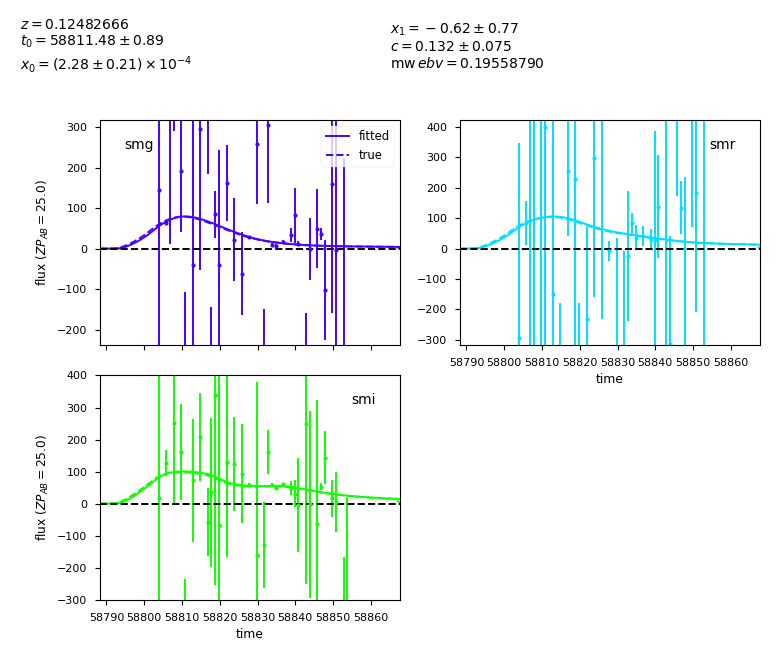 z = 0.12482666
t₀ = 58811.48 ± 0.89
x₀ = (2.28 ± 0.21) × 10⁻⁴
x₁ = −0.62 ± 0.77
c = 0.132 ± 0.075
mw ebv = 0.19558790
300
200
100
0
−100
−200
flux (ZP_AB = 25.0)
smg
fitted
true
400
300
200
100
0
−100
−200
−300
smr
58790 58800 58810 58820 58830 58840 58850 58860
time
400
300
200
100
0
−100
−200
−300
flux (ZP_AB = 25.0)
smi
58790 58800 58810 58820 58830 58840 58850 58860
time